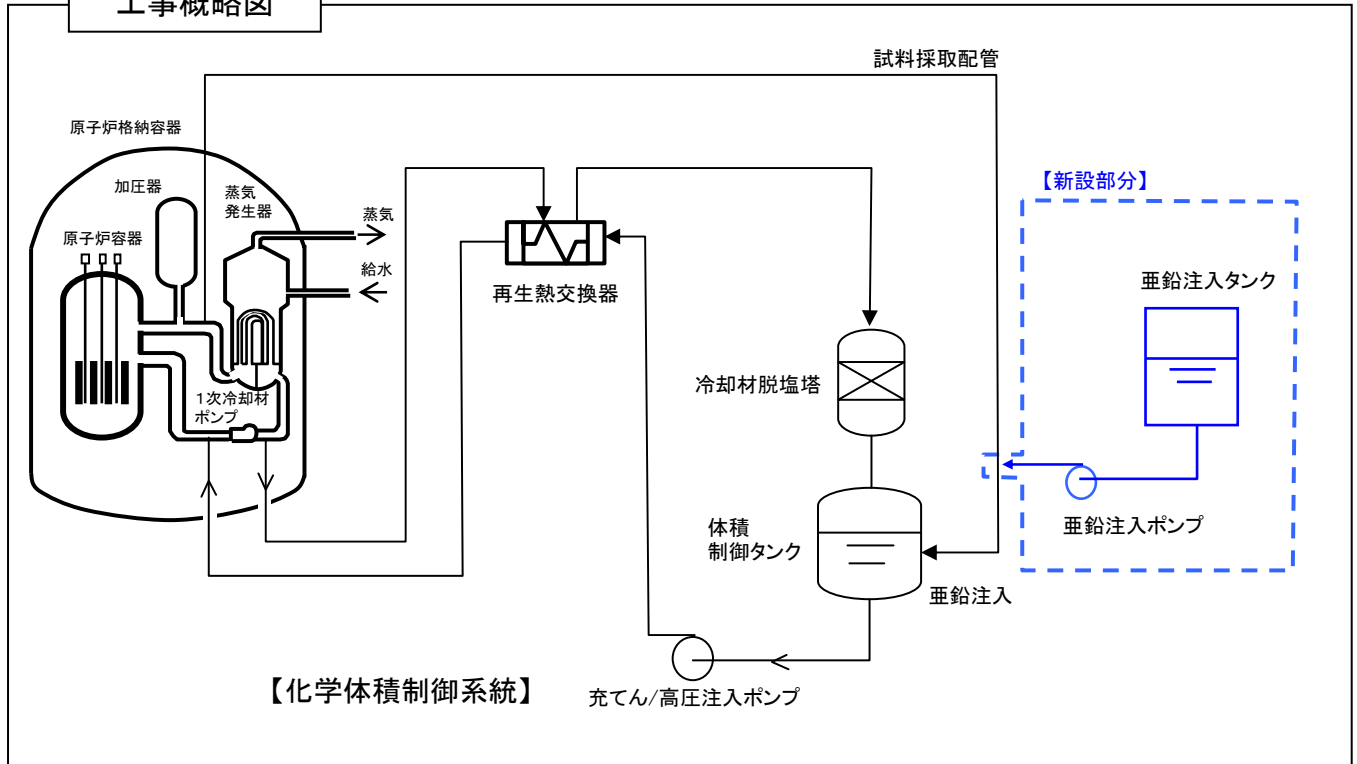 工事概略図
試料採取配管
原子炉格納容器
加圧器
蒸気
発生器
蒸気
原子炉容器
給水
1次冷却材
ポンプ
再生熱交換器
【新設部分】
亜鉛注入タンク
冷却材脱塩塔
亜鉛注入ポンプ
体積
制御タンク
亜鉛注入
【化学体積制御系統】
充てん/高圧注入ポンプ